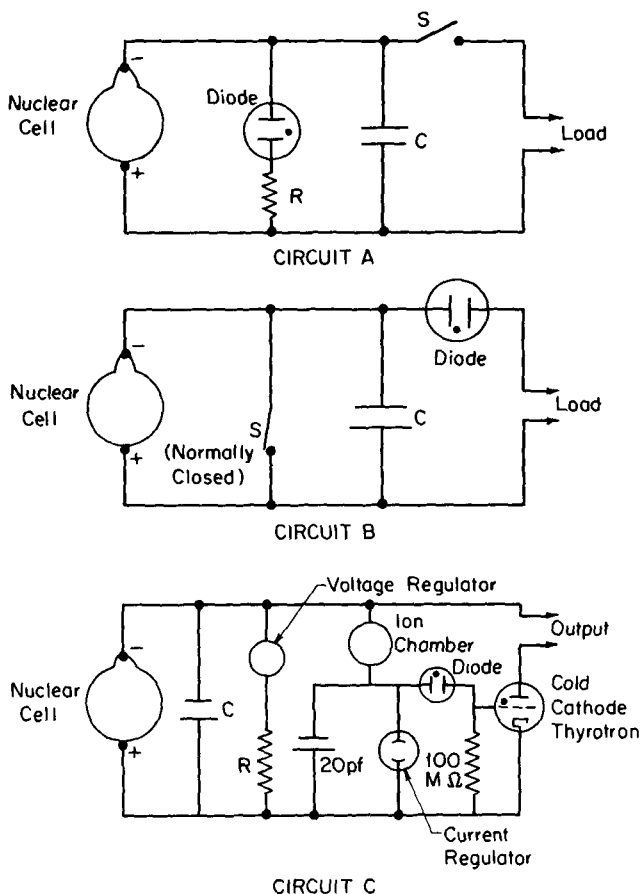 S
-
Nuclear
Cell
+
Diode
R
C
Load
CIRCUIT A
-
Nuclear
Cell
+
S
(Normally
Closed)
C
Diode
Load
CIRCUIT B
Voltage Regulator
-
Nuclear
Cell
+
C
R
Ion
Chamber
20pf
Diode
100
MΩ
Output
Cold
Cathode
Thyrotron
Current
Regulator
CIRCUIT C